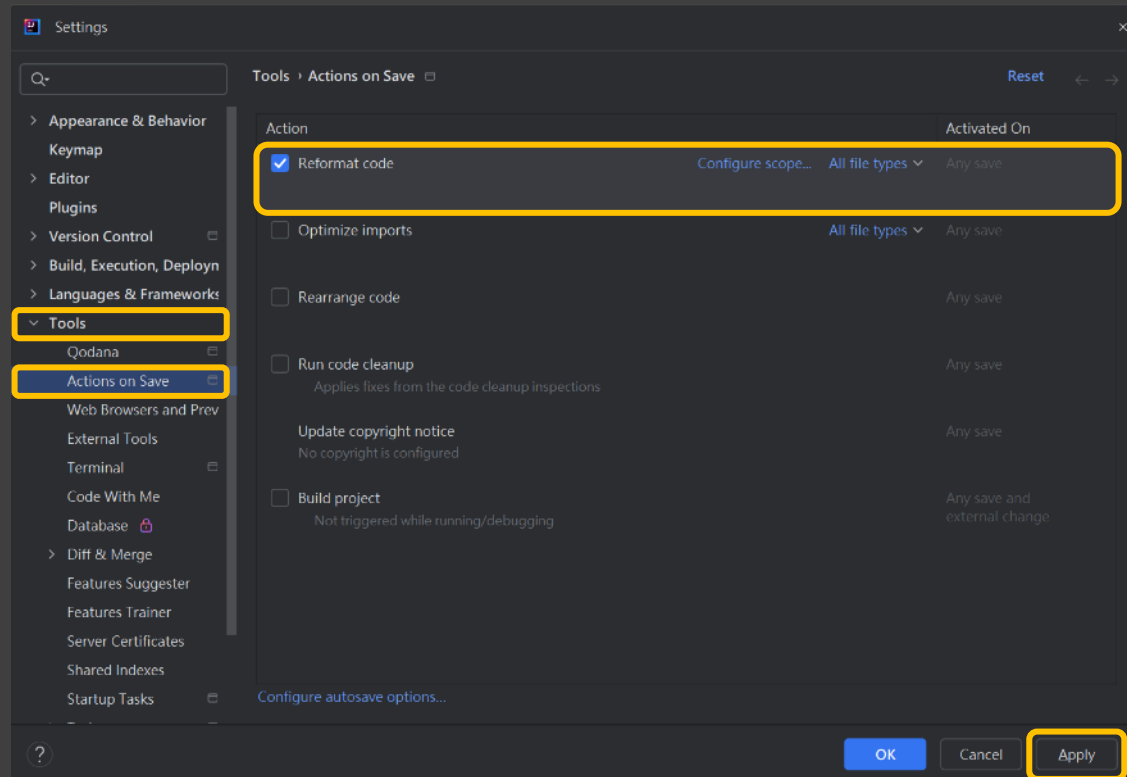 Settings
Tools › Actions on Save
Reset
Appearance & Behavior
Keymap
Editor
Plugins
Version Control
Build, Execution, Deployn
Languages & Frameworks
Tools
Qodana
Actions on Save
Web Browsers and Prev
External Tools
Terminal
Code With Me
Database
Diff & Merge
Features Suggester
Features Trainer
Server Certificates
Shared Indexes
Startup Tasks
Action
Activated On
Reformat code
Configure scope...
All file types
Any save
Optimize imports
All file types
Any save
Rearrange code
Any save
Run code cleanup
Any save
Applies fixes from the code cleanup inspections
Update copyright notice
Any save
No copyright is configured
Build project
Any save and
external change
Not triggered while running/debugging
Configure autosave options...
?
OK
Cancel
Apply